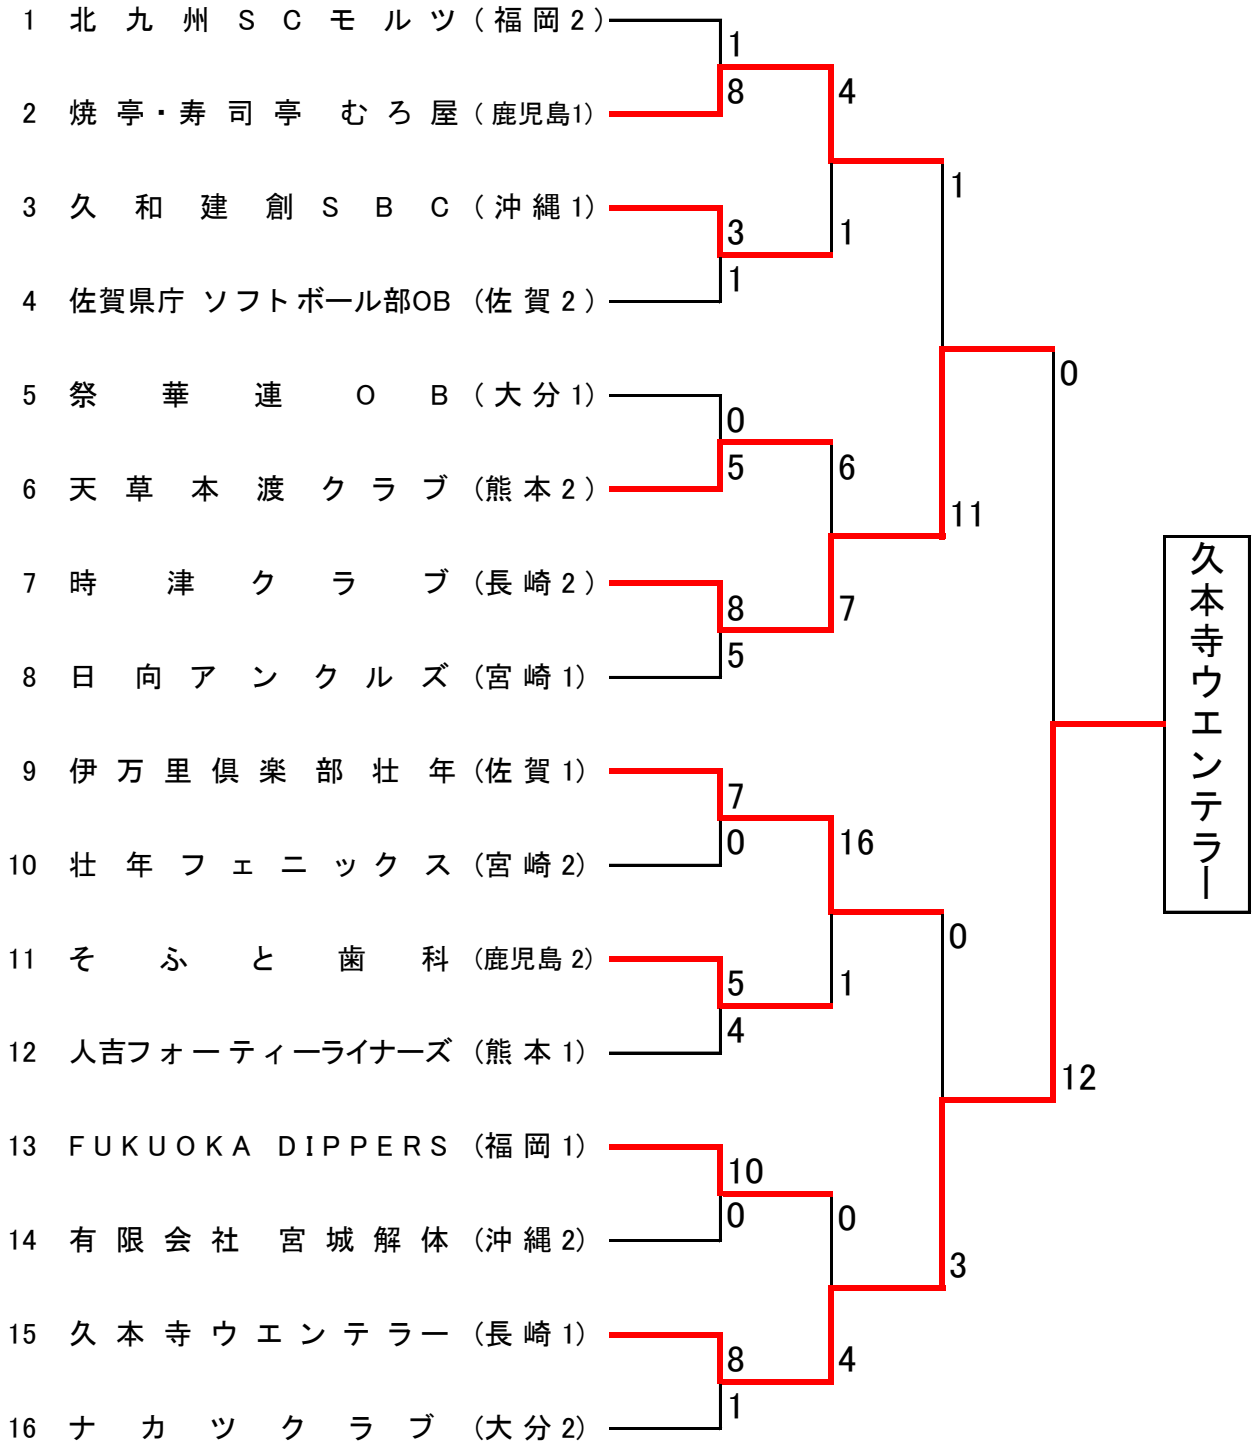 1 北九州SCモルツ(福岡2)
1
8
4
2 焼亭・寿司亭 むろ屋(鹿児島1)
1
3 久和建創SBC(沖縄1)
3
1
1
4 佐賀県庁 ソフトボール部OB (佐賀2)
0
5 祭華連OB(大分1)
0
5
6
6 天草本渡クラブ(熊本2)
11
7 時津クラブ(長崎2)
8
7
5
8 日向アンクルズ(宮崎1)
久本寺ウエンテラー
9 伊万里倶楽部壮年(佐賀1)
7
0
16
10 壮年フェニックス(宮崎2)
0
11 そふと歯科(鹿児島2)
5
1
4
12 人吉フォーティーライナーズ(熊本1)
12
13 FUKUOKA DIPPERS(福岡1)
10
0
0
14 有限会社 宮城解体(沖縄2)
3
15 久本寺ウエンテラー(長崎1)
8
4
1
16 ナカツクラブ(大分2)